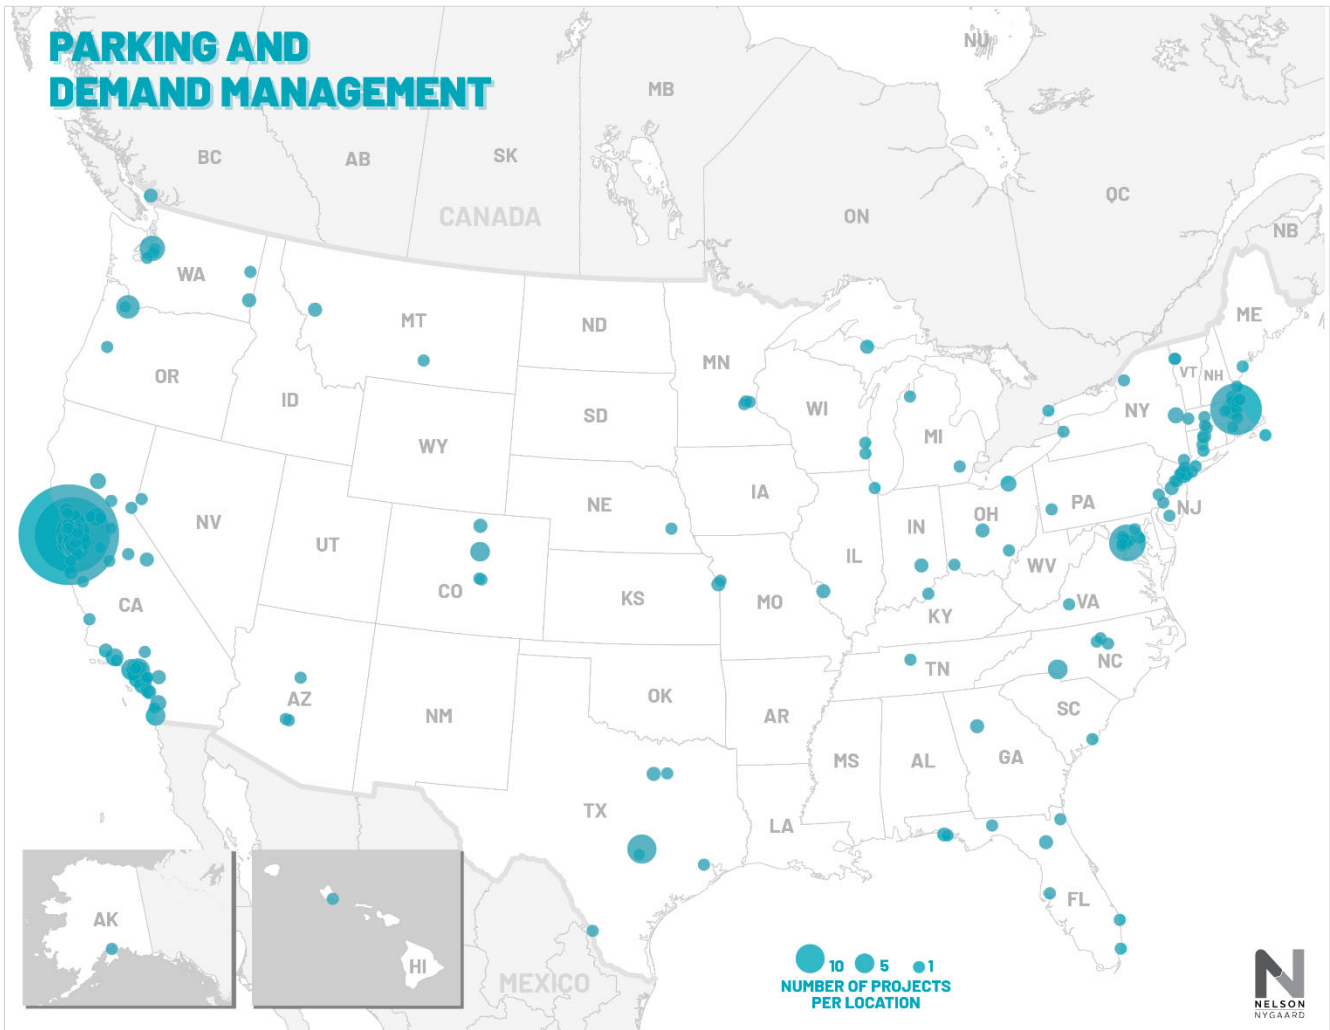 PARKING AND
DEMAND MANAGEMENT
NU
MB
BC
AB
SK
CANADA
ON
QC
NB
WA
MT
ND
MN
ME
VT
NH
OR
ID
SD
WI
NY
MI
WY
IA
NE
PA
NV
UT
IN
OH
NJ
IL
WV
CO
KS
MO
CA
KY
VA
TN
NC
AZ
NM
OK
AR
SC
MS
AL
GA
TX
LA
FL
AK
HI
MEXICO
10 5 1
NUMBER OF PROJECTS
PER LOCATION
N
NELSON
NYGAARD